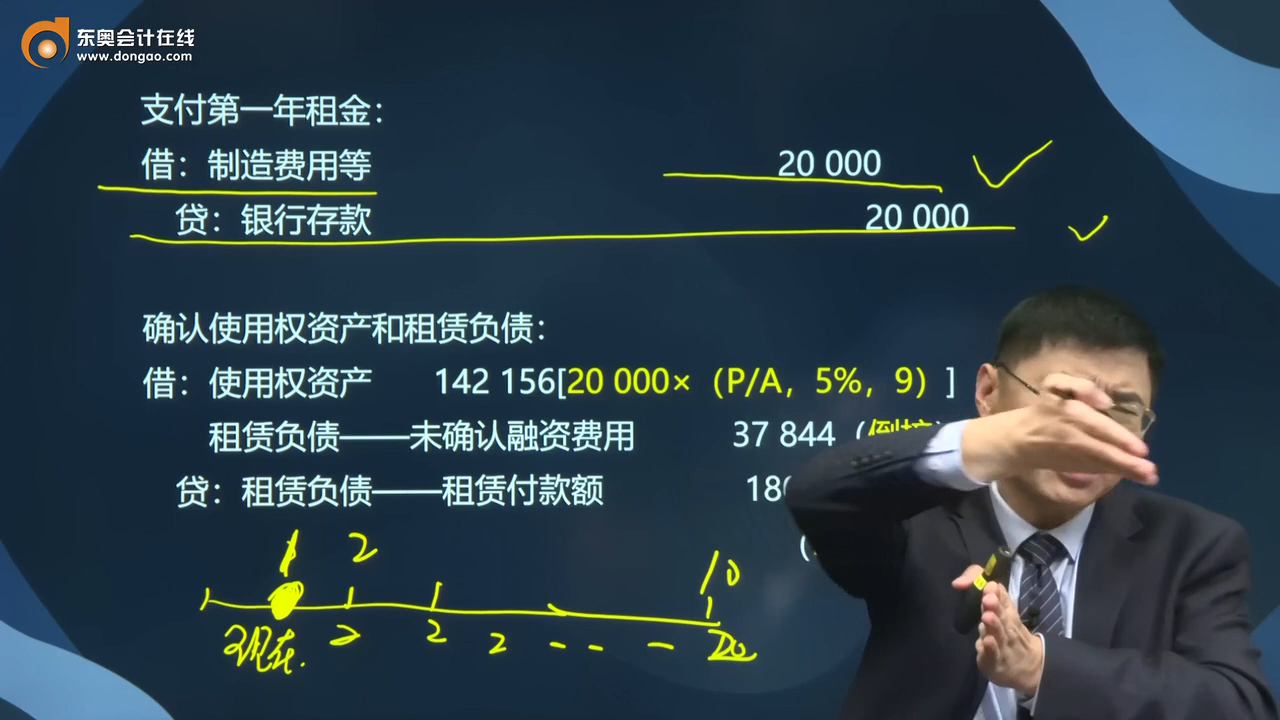 东奥会计在线
www.dongao.com
支付第一年租金：
借：制造费用等 20 000
贷：银行存款 20 000
确认使用权资产和租赁负债：
借：使用权资产 142 156[20 000×（P/A，5%，9）]
租赁负债——未确认融资费用 37 844（倒挤）
贷：租赁负债——租赁付款额
1 2 10
现在 2 2 2 - - -